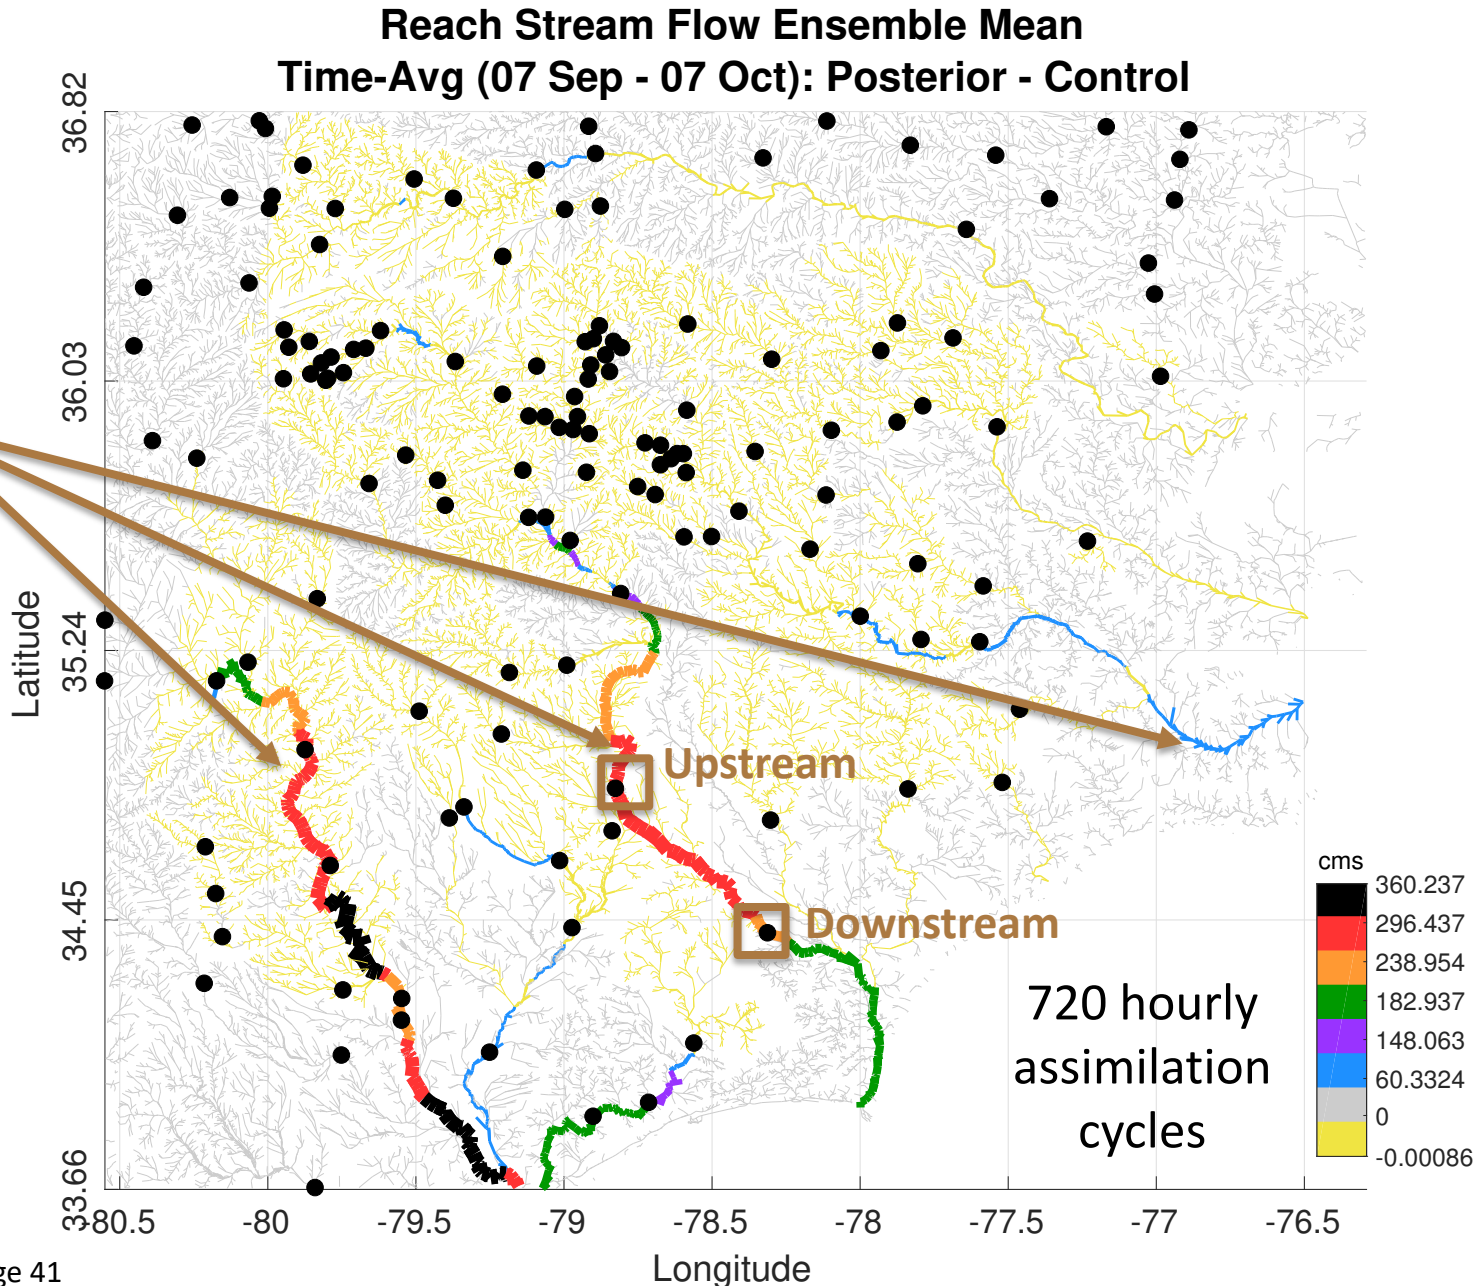 Reach Stream Flow Ensemble Mean
Time-Avg (07 Sep - 07 Oct): Posterior - Control
36.82
36.03
35.24
34.45
33.66
Latitude
Upstream
Downstream
720 hourly
assimilation
cycles
cms
360.237
296.437
238.954
182.937
148.063
60.3324
0
-0.00086
-80.5
-80
-79.5
-79
-78.5
-78
-77.5
-77
-76.5
Longitude
ge 41